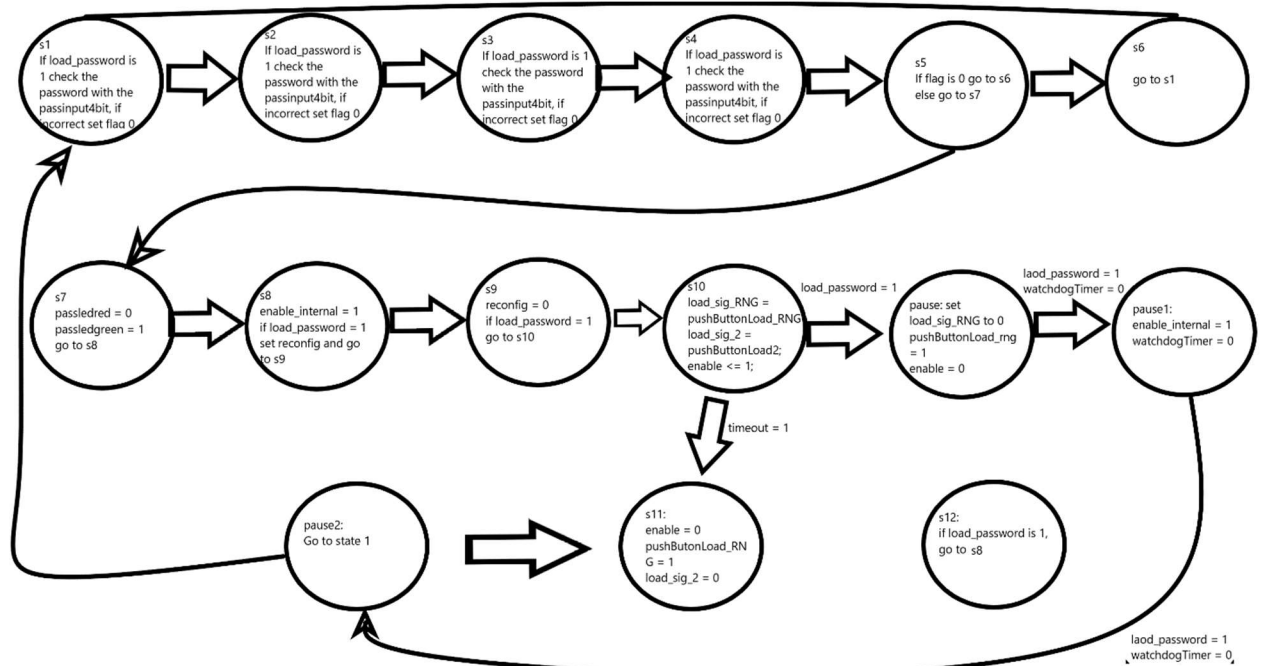 s1
If load_password is
1 check the
password with the
passinput4bit, if
incorrect set flag 0
s2
If load_password is
1 check the
password with the
passinput4bit, if
incorrect set flag 0
s3
If load_password is 1
check the password
with the
passinput4bit, if
incorrect set flag 0
s4
If load_password is
1 check the
password with the
passinput4bit, if
incorrect set flag 0
s5
If flag is 0 go to s6
else go to s7
s6
go to s1
s7
passledred = 0
passledgreen = 1
go to s8
s8
enable_internal = 1
if load_password = 1
set reconfig and go
to s9
s9
reconfig = 0
if load_password = 1
go to s10
s10
load_sig_RNG =
pushButtonLoad_RNG
load_sig_2 =
pushButtonLoad2;
enable <= 1;
load_password = 1
pause: set
load_sig_RNG to 0
pushButtonLoad_rng
= 1
enable = 0
laod_password = 1
watchdogTimer = 0
pause1:
enable_internal = 1
watchdogTimer = 0
timeout = 1
pause2:
Go to state 1
s11:
enable = 0
pushButonLoad_RN
G = 1
load_sig_2 = 0
s12:
if load_password is 1,
go to s8
laod_password = 1
watchdogTimer = 0